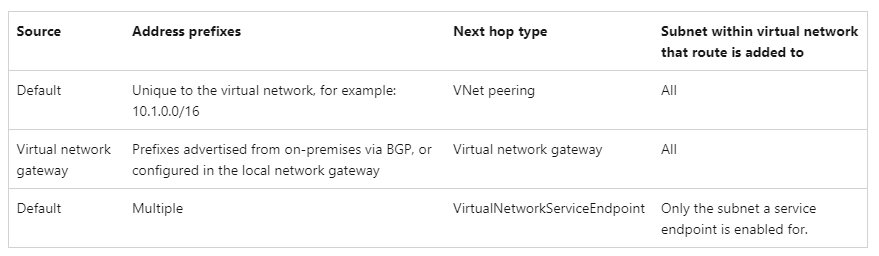 Source Address prefixes Next hop type Subnet within virtual network
that route is added to
Default Unique to the virtual network, for example: VNet peering All
10.1.0.0/16
Virtual network Prefixes advertised from on-premises via BGP, or Virtual network gateway All
gateway configured in the local network gateway
Default Multiple VirtualNetworkServiceEndpoint Only the subnet a service
endpoint is enabled for.